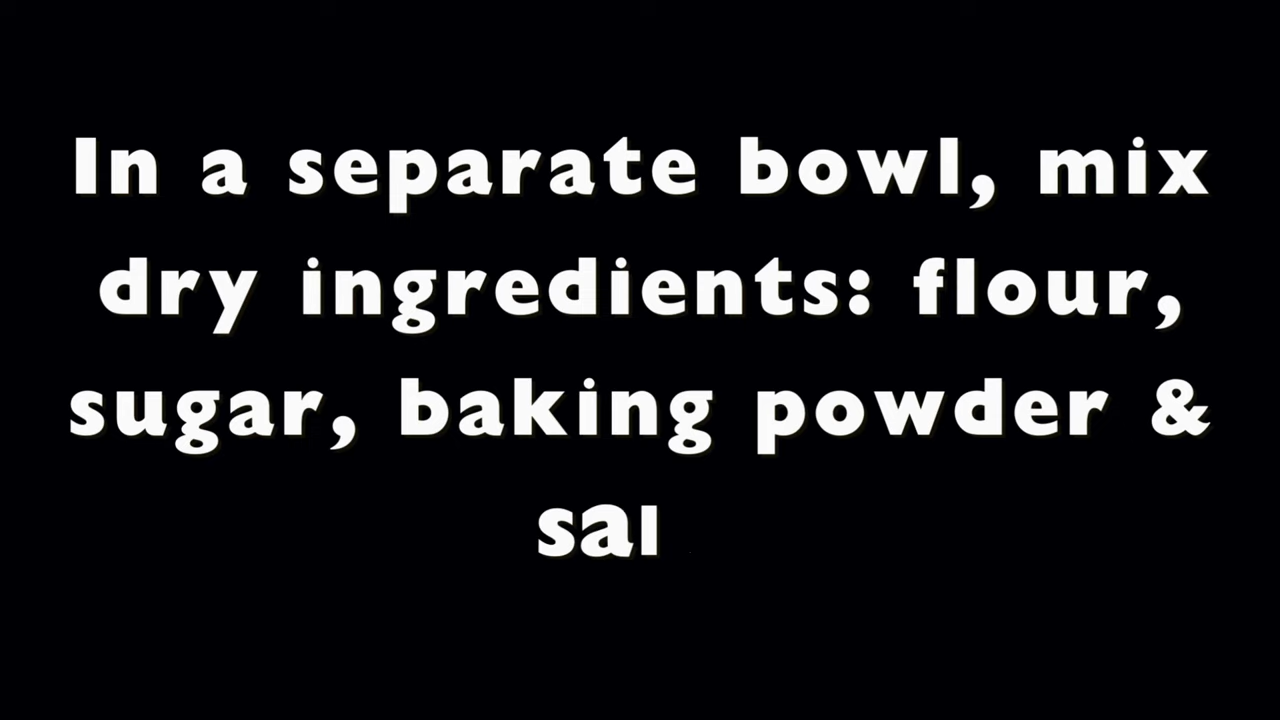 In a separate bowl, mix
dry ingredients: flour,
sugar, baking powder &
sal